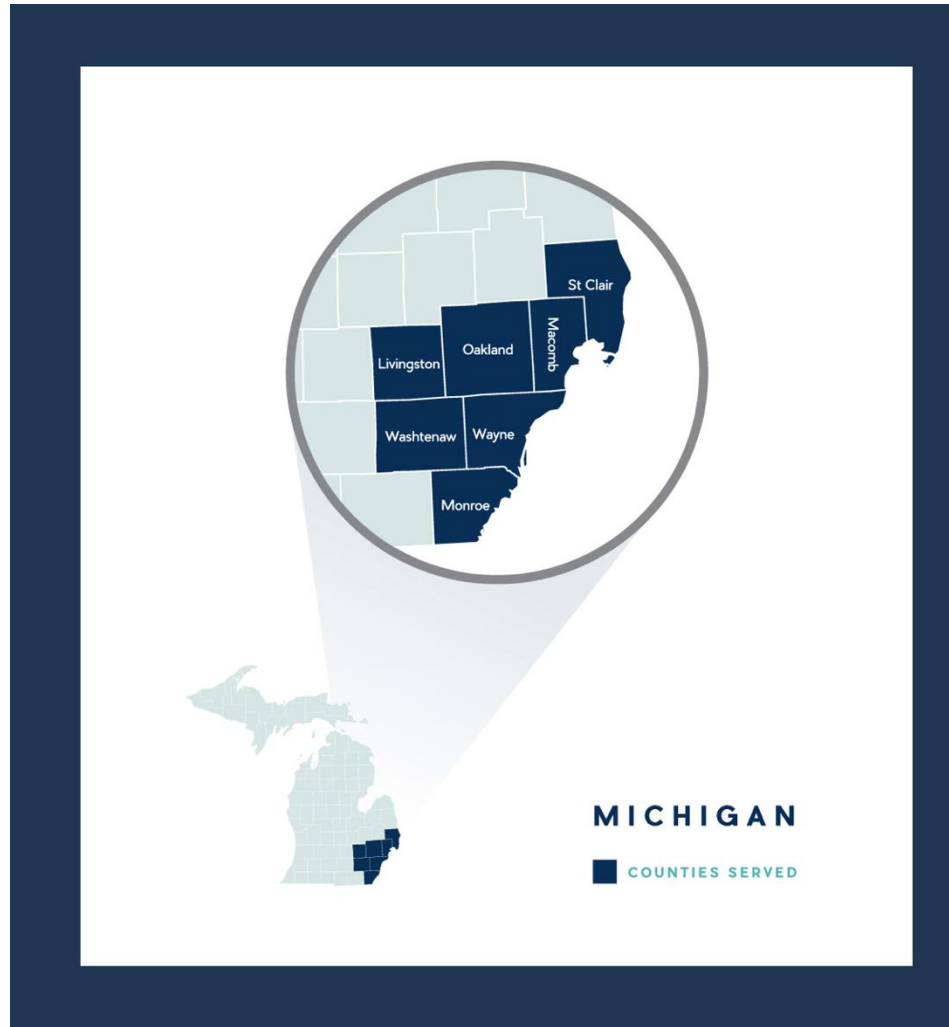 St Clair
Macomb
Oakland
Livingston
Washtenaw
Wayne
Monroe
MICHIGAN
COUNTIES SERVED